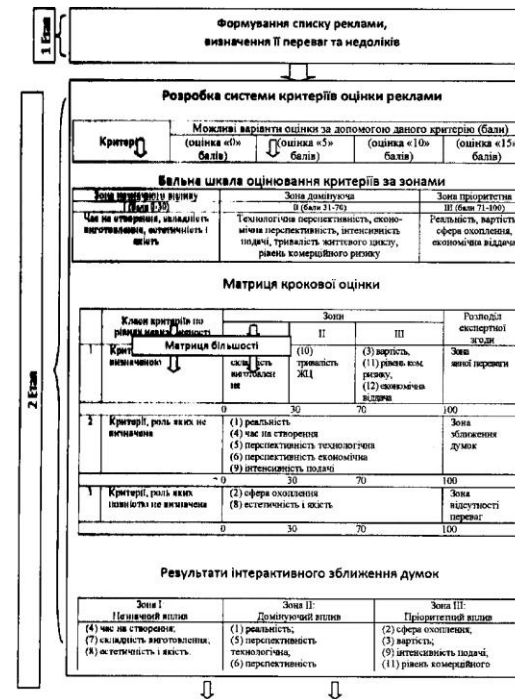 1 Етап
Формування списку реклами,
визначення її переваг та недоліків
2 Етап
Розробка системи критеріїв оцінки реклами
Критері
Можливі варіанти оцінки за допомогою даного критерію (бали)
(оцінка «0» балів)
(оцінка «5» балів)
(оцінка «10» балів)
(оцінка «15» балів)
Бальна шкала оцінювання критеріїв за зонами
Зона впливу
Зона домінуюча
Зона пріоритетна
II (бали 31-70)
III (бали 71-100)
Час на створення, складність
виготовлення, естетичність і
якість
Технологічна перспективність, еконо-
мічна перспективність, інтенсивність
подачі, тривалість життєвого циклу,
рівень комерційного ризику
Реальність, вартість
сфера охоплення,
економічна віддача
Матриця крокової оцінки
Класи критеріїв по
Зони
Розподіл
експертної
згоди
II
III
Матриця більшості
1
складність
виготовлен
ня
(10)
тривалість
ЖЦ
(3) вартість,
(11) рівень ком.
ризику,
(12) економічна
віддача
Зона
явної переваги
0 30 70 100
2
Критерії, роль яких не
визначена
(1) реальність
(4) час на створення
(5) перспективність технологічна
(6) перспективність економічна
(9) інтенсивність подачі
Зона
зближення
думок
0 30 70 100
Критерії, роль яких
повністю не визначена
(2) сфера охоплення
(8) естетичність і якість
Зона
відсутності
переваг
0 30 70 100
Результати інтерактивного зближення думок
Зона I
Незначний вплив
Зона II:
Домінуючий вплив
Зона III:
Пріоритетний вплив
(4) час на створення;
(7) складність виготовлення,
(8) естетичність і якість.
(1) реальність;
(5) перспективність
технологічна,
(6) перспективність
(2) сфера охоплення,
(3) вартість;
(9) інтенсивність подачі,
(11) рівень комерційного